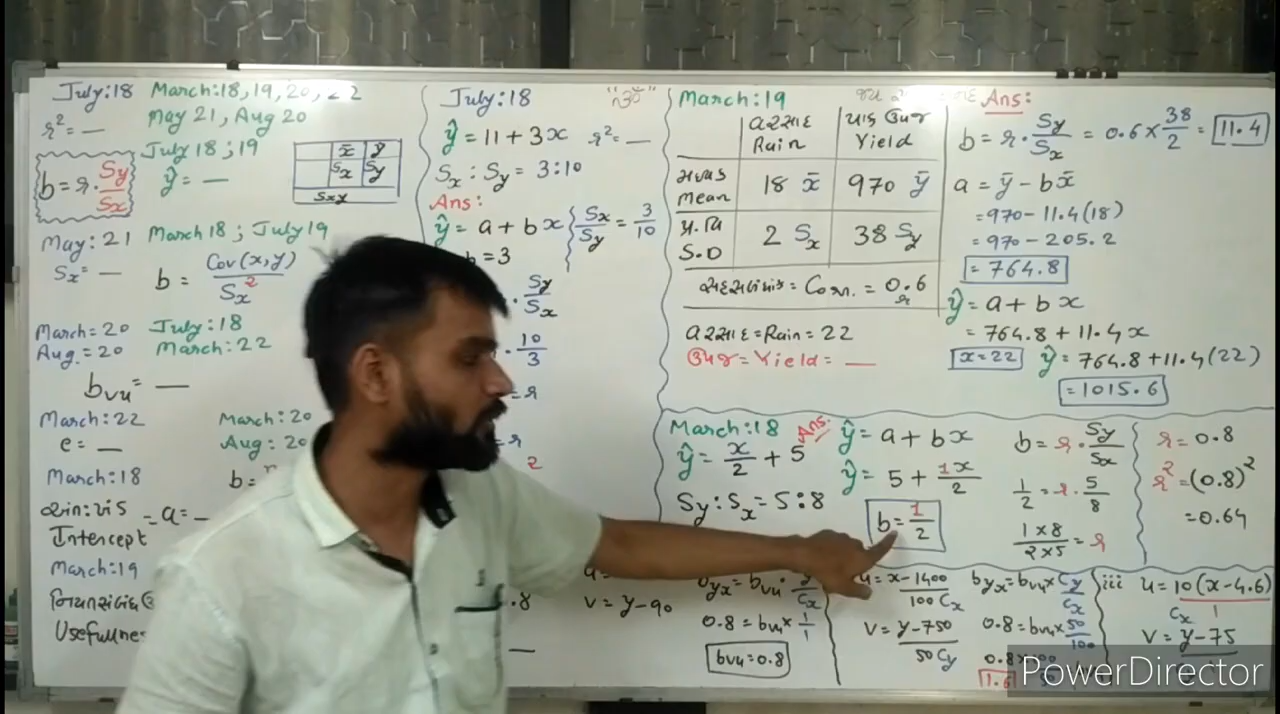 July:18 March:18, 19, 20, 22
r² = — May 21, Aug 20
b = r. Sy/Sx July 18; 19
ŷ = —
x̄ ȳ
Sx Sy
Sxy
May: 21 March 18; July 19
Sx = — b = Cov(x,y)/Sx²
March = 20 July: 18
Aug. = 20 March: 22
bvu = —
March: 22 March: 20
e = — Aug: 20
March: 18 b =
= a = —
Intercept
March: 19
July: 18
"ॐ"
ŷ = 11 + 3x r² = —
Sx : Sy = 3:10
Ans:
ŷ = a + bx Sx/Sy = 3/10
b = 3
. Sy/Sx
. 10/3
= r
= r
2
March: 19
વરસાદ Rain
Yield
Mean 18 x̄ 970 ȳ
પ્ર.વિ
S.D 2 Sx 38 Sy
= Corr. = 0.6
r
વરસાદ = Rain = 22
ઉપજ = Yield = —
Ans:
b = r. Sy/Sx = 0.6 × 38/2 = 11.4
a = ȳ - bx̄
= 970 - 11.4(18)
= 970 - 205.2
= 764.8
ŷ = a + bx
= 764.8 + 11.4x
x = 22 ŷ = 764.8 + 11.4(22)
= 1015.6
March: 18 Ans:
ŷ = x/2 + 5
Sy : Sx = 5:8
ŷ = a + bx
ŷ = 5 + 1x/2
b = 1/2
b = r. Sy/Sx
1/2 = r. 5/8
1×8/2×5 = r
r = 0.8
r² = (0.8)²
= 0.64
.8
v = y - 90
byx = bvu .
Cx
0.8 = bvu × 1/1
bvu = 0.8
u = x-1400/100 Cx
v = y-750/50 Cy
byx = bvu × Cy/Cx
0.8 = bvu × 50/100
1.6
iii u = 10(x-4.6)
Cx 1
v = y-75
PowerDirector